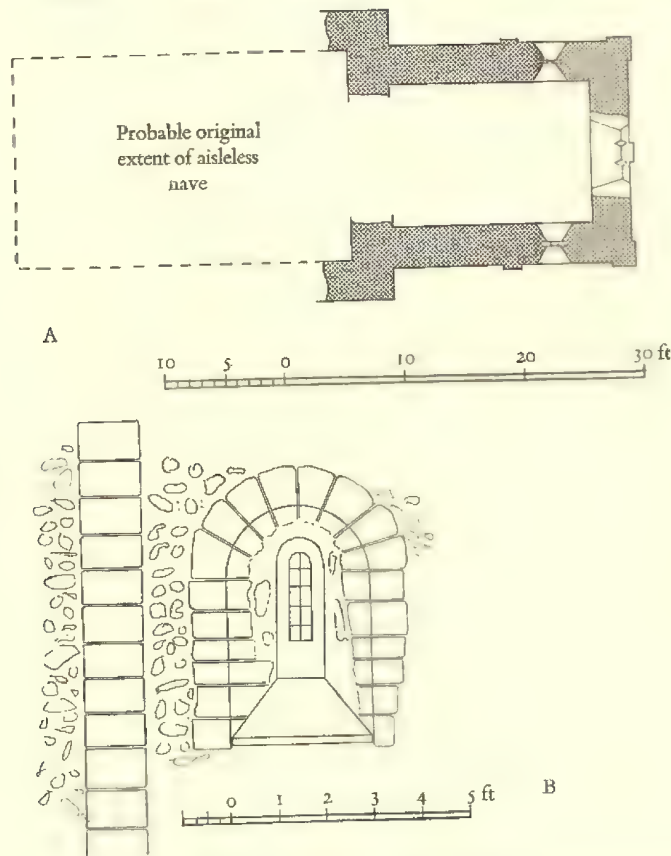 Probable original
extent of aisleless
nave
A
10 5 0 10 20 30 ft
0 1 2 3 4 5 ft
B